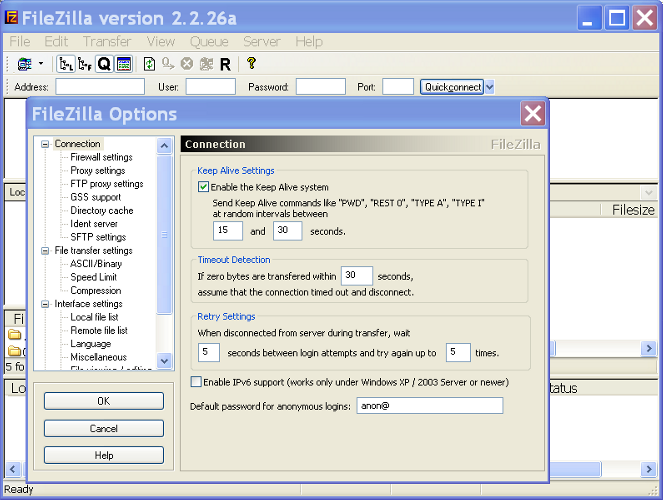 FileZilla version 2.2.26a
File Edit Transfer View Queue Server Help
Address: User: Password: Port: Quickconnect
FileZilla Options
Connection
Firewall settings
Proxy settings
FTP proxy settings
GSS support
Directory cache
Ident server
SFTP settings
File transfer settings
ASCII/Binary
Speed Limit
Compression
Interface settings
Local file list
Remote file list
Language
Miscellaneous
OK
Cancel
Help
Connection FileZilla
Keep Alive Settings
Enable the Keep Alive system
Send Keep Alive commands like "PWD", "REST 0", "TYPE A", "TYPE I"
at random intervals between
15 and 30 seconds.
Timeout Detection
If zero bytes are transfered within 30 seconds,
assume that the connection timed out and disconnect.
Retry Settings
When disconnected from server during transfer, wait
5 seconds between login attempts and try again up to 5 times.
Enable IPv6 support (works only under Windows XP / 2003 Server or newer)
Default password for anonymous logins: anon@
Loc
Filesize
Fi
5 fo
Lo
tatus
Ready